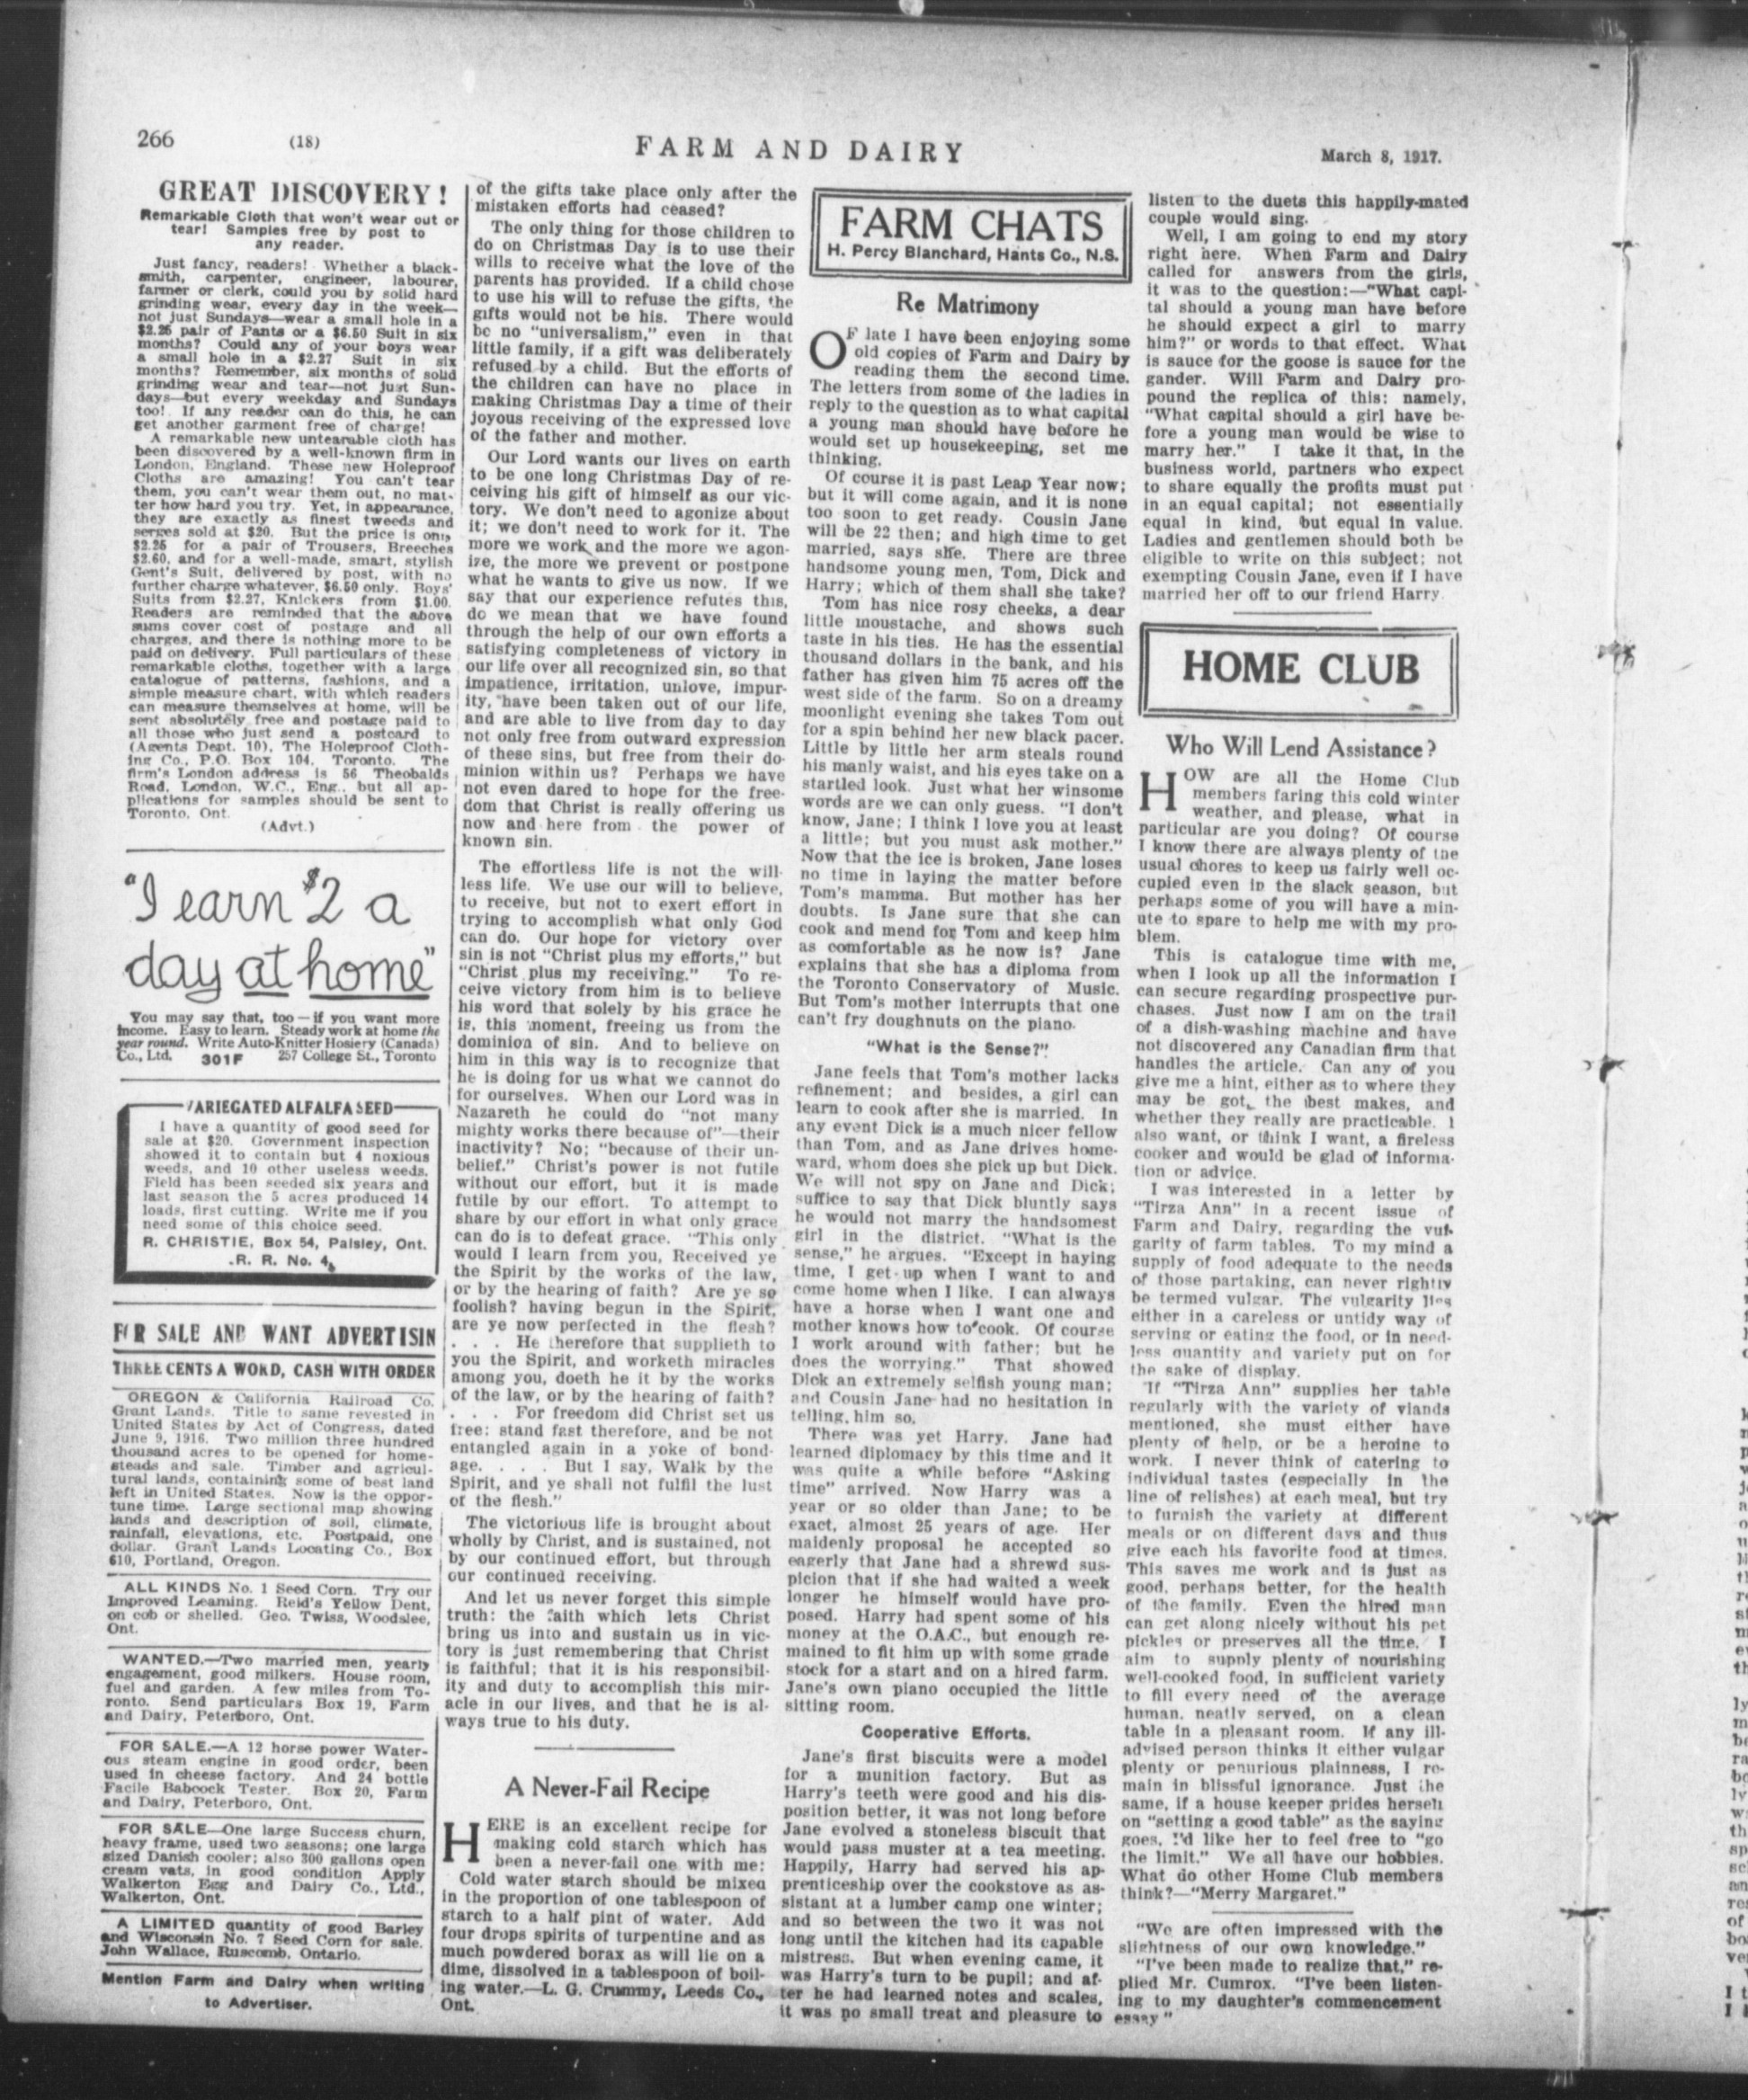 266 (18) FARM AND DAIRY March 8, 1917.
GREAT DISCOVERY!
Remarkable Cloth that won't wear out or
tear! Samples free by post to
any reader.
Just fancy, readers! Whether a black-
smith, carpenter, engineer, labourer,
farmer or clerk, could you by solid hard
grinding wear, every day in the week—
not just Sundays—wear a small hole in a
$2.25 pair of Pants or a $6.50 Suit in six
months? Could any of your boys wear
a small hole in a $2.27 Suit in six
months? Remember, six months of solid
grinding wear and tear—not just Sun-
days—but every weekday and Sundays
too! If any reader can do this, he can
get another garment free of charge!
A remarkable new untearable cloth has
been discovered by a well-known firm in
London, England. These new Holeproof
Cloths are amazing! You can't tear
them, you can't wear them out, no mat-
ter how hard you try. Yet, in appearance,
they are exactly as finest tweeds and
serges sold at $20. But the price is only
$2.25 for a pair of Trousers, Breeches
$2.60, and for a well-made, smart, stylish
Gent's Suit, delivered by post, with no
further charge whatever, $6.50 only. Boys'
Suits from $2.27, Knickers from $1.00.
Readers are reminded that the above
sums cover cost of postage and all
charges, and there is nothing more to be
paid on delivery. Full particulars of these
remarkable cloths, together with a large
catalogue of patterns, fashions, and a
simple measure chart, with which readers
can measure themselves at home, will be
sent absolutely free and postage paid to
all those who just send a postcard to
(Agents Dept. 10), The Holeproof Cloth-
ing Co., P.O. Box 104, Toronto. The
firm's London address is 56 Theobalds
Road, London, W.C., Eng., but all ap-
plications for samples should be sent to
Toronto, Ont.
(Advt.)
"I earn $2 a
day at home"
You may say that, too—if you want more
income. Easy to learn. Steady work at home the
year round. Write Auto-Knitter Hosiery (Canada)
Co., Ltd. 301F 257 College St., Toronto
VARIEGATED ALFALFA SEED
I have a quantity of good seed for
sale at $20. Government inspection
showed it to contain but 4 noxious
weeds, and 10 other useless weeds.
Field has been seeded six years and
last season the 5 acres produced 14
loads, first cutting. Write me if you
need some of this choice seed.
R. CHRISTIE, Box 54, Paisley, Ont.
R. R. No. 4.
FOR SALE AND WANT ADVERTISIN
THREE CENTS A WORD, CASH WITH ORDER
OREGON & California Railroad Co.
Grant Lands. Title to same revested in
United States by Act of Congress, dated
June 9, 1916. Two million three hundred
thousand acres to be opened for home-
steads and sale. Timber and agricul-
tural lands, containing some of best land
left in United States. Now is the oppor-
tune time. Large sectional map showing
lands and description of soil, climate,
rainfall, elevations, etc. Postpaid, one
dollar. Grant Lands Locating Co., Box
610, Portland, Oregon.
ALL KINDS No. 1 Seed Corn. Try our
Improved Leaming. Reid's Yellow Dent,
on cob or shelled. Geo. Twiss, Woodslee,
Ont.
WANTED.—Two married men, yearly
engagement, good milkers. House room,
fuel and garden. A few miles from To-
ronto. Send particulars Box 19, Farm
and Dairy, Peterboro, Ont.
FOR SALE.—A 12 horse power Water-
ous steam engine in good order, been
used in cheese factory. And 24 bottle
Facile Babcock Tester. Box 20, Farm
and Dairy, Peterboro, Ont.
FOR SALE—One large Success churn,
heavy frame, used two seasons; one large
sized Danish cooler; also 300 gallons open
cream vats, in good condition Apply
Walkerton Egg and Dairy Co., Ltd.,
Walkerton, Ont.
A LIMITED quantity of good Barley
and Wisconsin No. 7 Seed Corn for sale.
John Wallace, Ruscomb, Ontario.
Mention Farm and Dairy when writing
to Advertiser.
of the gifts take place only after the
mistaken efforts had ceased?
The only thing for those children to
do on Christmas Day is to use their
wills to receive what the love of the
parents has provided. If a child chose
to use his will to refuse the gifts, the
gifts would not be his. There would
be no "universalism," even in that
little family, if a gift was deliberately
refused by a child. But the efforts of
the children can have no place in
making Christmas Day a time of their
joyous receiving of the expressed love
of the father and mother.
Our Lord wants our lives on earth
to be one long Christmas Day of re-
ceiving his gift of himself as our vic-
tory. We don't need to agonize about
it; we don't need to work for it. The
more we work and the more we agon-
ize, the more we prevent or postpone
what he wants to give us now. If we
say that our experience refutes this,
do we mean that we have found
through the help of our own efforts a
satisfying completeness of victory in
our life over all recognized sin, so that
impatience, irritation, unlove, impur-
ity, have been taken out of our life,
and are able to live from day to day
not only free from outward expression
of these sins, but free from their do-
minion within us? Perhaps we have
not even dared to hope for the free-
dom that Christ is really offering us
now and here from the power of
known sin.
The effortless life is not the will-
less life. We use our will to believe,
to receive, but not to exert effort in
trying to accomplish what only God
can do. Our hope for victory over
sin is not "Christ plus my efforts," but
"Christ plus my receiving." To re-
ceive victory from him is to believe
his word that solely by his grace he
is, this moment, freeing us from the
dominion of sin. And to believe on
him in this way is to recognize that
he is doing for us what we cannot do
for ourselves. When our Lord was in
Nazareth he could do "not many
mighty works there because of"—their
inactivity? No; "because of their un-
belief." Christ's power is not futile
without our effort, but it is made
futile by our effort. To attempt to
share by our effort in what only grace
can do is to defeat grace. "This only
would I learn from you, Received ye
the Spirit by the works of the law,
or by the hearing of faith? Are ye so
foolish? having begun in the Spirit,
are ye now perfected in the flesh?
. . . He therefore that supplieth to
you the Spirit, and worketh miracles
among you, doeth he it by the works
of the law, or by the hearing of faith?
. . . For freedom did Christ set us
free: stand fast therefore, and be not
entangled again in a yoke of bond-
age. . . . But I say, Walk by the
Spirit, and ye shall not fulfil the lust
of the flesh."
The victorious life is brought about
wholly by Christ, and is sustained, not
by our continued effort, but through
our continued receiving.
And let us never forget this simple
truth: the faith which lets Christ
bring us into and sustain us in vic-
tory is just remembering that Christ
is faithful; that it is his responsibil-
ity and duty to accomplish this mir-
acle in our lives, and that he is al-
ways true to his duty.
A Never-Fail Recipe
HERE is an excellent recipe for
making cold starch which has
been a never-fail one with me:
Cold water starch should be mixed
in the proportion of one tablespoon of
starch to a half pint of water. Add
four drops spirits of turpentine and as
much powdered borax as will lie on a
dime, dissolved in a tablespoon of boil-
ing water.—L. G. Crummy, Leeds Co.,
Ont.
FARM CHATS
H. Percy Blanchard, Hants Co., N.S.
Re Matrimony
OF late I have been enjoying some
old copies of Farm and Dairy by
reading them the second time.
The letters from some of the ladies in
reply to the question as to what capital
a young man should have before he
would set up housekeeping, set me
thinking.
Of course it is past Leap Year now;
but it will come again, and it is none
too soon to get ready. Cousin Jane
will be 22 then; and high time to get
married, says she. There are three
handsome young men, Tom, Dick and
Harry; which of them shall she take?
Tom has nice rosy cheeks, a dear
little moustache, and shows such
taste in his ties. He has the essential
thousand dollars in the bank, and his
father has given him 75 acres off the
west side of the farm. So on a dreamy
moonlight evening she takes Tom out
for a spin behind her new black pacer.
Little by little her arm steals round
his manly waist, and his eyes take on a
startled look. Just what her winsome
words are we can only guess. "I don't
know, Jane; I think I love you at least
a little; but you must ask mother."
Now that the ice is broken, Jane loses
no time in laying the matter before
Tom's mamma. But mother has her
doubts. Is Jane sure that she can
cook and mend for Tom and keep him
as comfortable as he now is? Jane
explains that she has a diploma from
the Toronto Conservatory of Music.
But Tom's mother interrupts that one
can't fry doughnuts on the piano.
"What is the Sense?"
Jane feels that Tom's mother lacks
refinement; and besides, a girl can
learn to cook after she is married. In
any event Dick is a much nicer fellow
than Tom, and as Jane drives home-
ward, whom does she pick up but Dick.
We will not spy on Jane and Dick;
suffice to say that Dick bluntly says
he would not marry the handsomest
girl in the district. "What is the
sense," he argues. "Except in haying
time, I get up when I want to and
come home when I like. I can always
have a horse when I want one and
mother knows how to cook. Of course
I work around with father; but he
does the worrying." That showed
Dick an extremely selfish young man;
and Cousin Jane had no hesitation in
telling him so.
There was yet Harry. Jane had
learned diplomacy by this time and it
was quite a while before "Asking
time" arrived. Now Harry was a
year or so older than Jane; to be
exact, almost 25 years of age. Her
maidenly proposal he accepted so
eagerly that Jane had a shrewd sus-
picion that if she had waited a week
longer he himself would have pro-
posed. Harry had spent some of his
money at the O.A.C., but enough re-
mained to fit him up with some grade
stock for a start and on a hired farm.
Jane's own piano occupied the little
sitting room.
Cooperative Efforts.
Jane's first biscuits were a model
for a munition factory. But as
Harry's teeth were good and his dis-
position better, it was not long before
Jane evolved a stoneless biscuit that
would pass muster at a tea meeting.
Happily, Harry had served his ap-
prenticeship over the cookstove as as-
sistant at a lumber camp one winter;
and so between the two it was not
long until the kitchen had its capable
mistress. But when evening came, it
was Harry's turn to be pupil; and af-
ter he had learned notes and scales,
it was no small treat and pleasure to
listen to the duets this happily-mated
couple would sing.
Well, I am going to end my story
right here. When Farm and Dairy
called for answers from the girls,
it was to the question:—"What capi-
tal should a young man have before
he should expect a girl to marry
him?" or words to that effect. What
is sauce for the goose is sauce for the
gander. Will Farm and Dairy pro-
pound the replica of this: namely,
"What capital should a girl have be-
fore a young man would be wise to
marry her." I take it that, in the
business world, partners who expect
to share equally the profits must put
in an equal capital; not essentially
equal in kind, but equal in value.
Ladies and gentlemen should both be
eligible to write on this subject; not
exempting Cousin Jane, even if I have
married her off to our friend Harry.
HOME CLUB
Who Will Lend Assistance?
HOW are all the Home Club
members faring this cold winter
weather, and please, what in
particular are you doing? Of course
I know there are always plenty of the
usual chores to keep us fairly well oc-
cupied even in the slack season, but
perhaps some of you will have a min-
ute to spare to help me with my pro-
blem.
This is catalogue time with me,
when I look up all the information I
can secure regarding prospective pur-
chases. Just now I am on the trail
of a dish-washing machine and have
not discovered any Canadian firm that
handles the article. Can any of you
give me a hint, either as to where they
may be got, the best makes, and
whether they really are practicable. I
also want, or think I want, a fireless
cooker and would be glad of informa-
tion or advice.
I was interested in a letter by
"Tirza Ann" in a recent issue of
Farm and Dairy, regarding the vul-
garity of farm tables. To my mind a
supply of food adequate to the needs
of those partaking, can never rightly
be termed vulgar. The vulgarity lies
either in a careless or untidy way of
serving or eating the food, or in need-
less quantity and variety put on for
the sake of display.
If "Tirza Ann" supplies her table
regularly with the variety of viands
mentioned, she must either have
plenty of help, or be a heroine to
work. I never think of catering to
individual tastes (especially in the
line of relishes) at each meal, but try
to furnish the variety at different
meals or on different days and thus
give each his favorite food at times.
This saves me work and is just as
good, perhaps better, for the health
of the family. Even the hired man
can get along nicely without his pet
pickles or preserves all the time. I
aim to supply plenty of nourishing
well-cooked food, in sufficient variety
to fill every need of the average
human, neatly served, on a clean
table in a pleasant room. If any ill-
advised person thinks it either vulgar
plenty or penurious plainness, I re-
main in blissful ignorance. Just the
same, if a house keeper prides herself
on "setting a good table" as the saying
goes, I'd like her to feel free to "go
the limit." We all have our hobbies.
What do other Home Club members
think?—"Merry Margaret."
"We are often impressed with the
slightness of our own knowledge."
"I've been made to realize that," re-
plied Mr. Cumrox. "I've been listen-
ing to my daughter's commencement
essay"